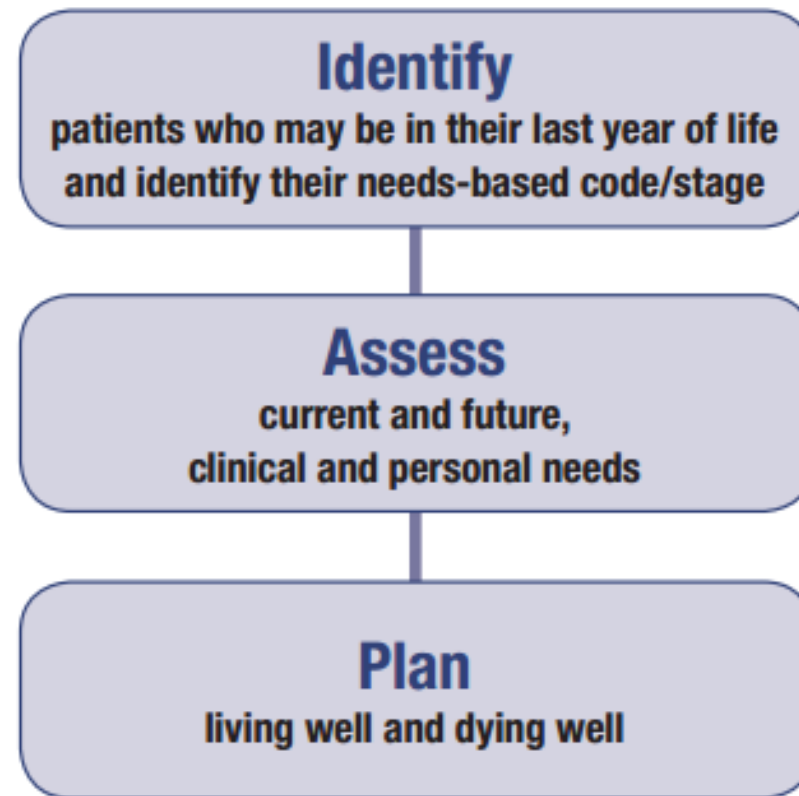 Identify
patients who may be in their last year of life
and identify their needs-based code/stage
Assess
current and future,
clinical and personal needs
Plan
living well and dying well